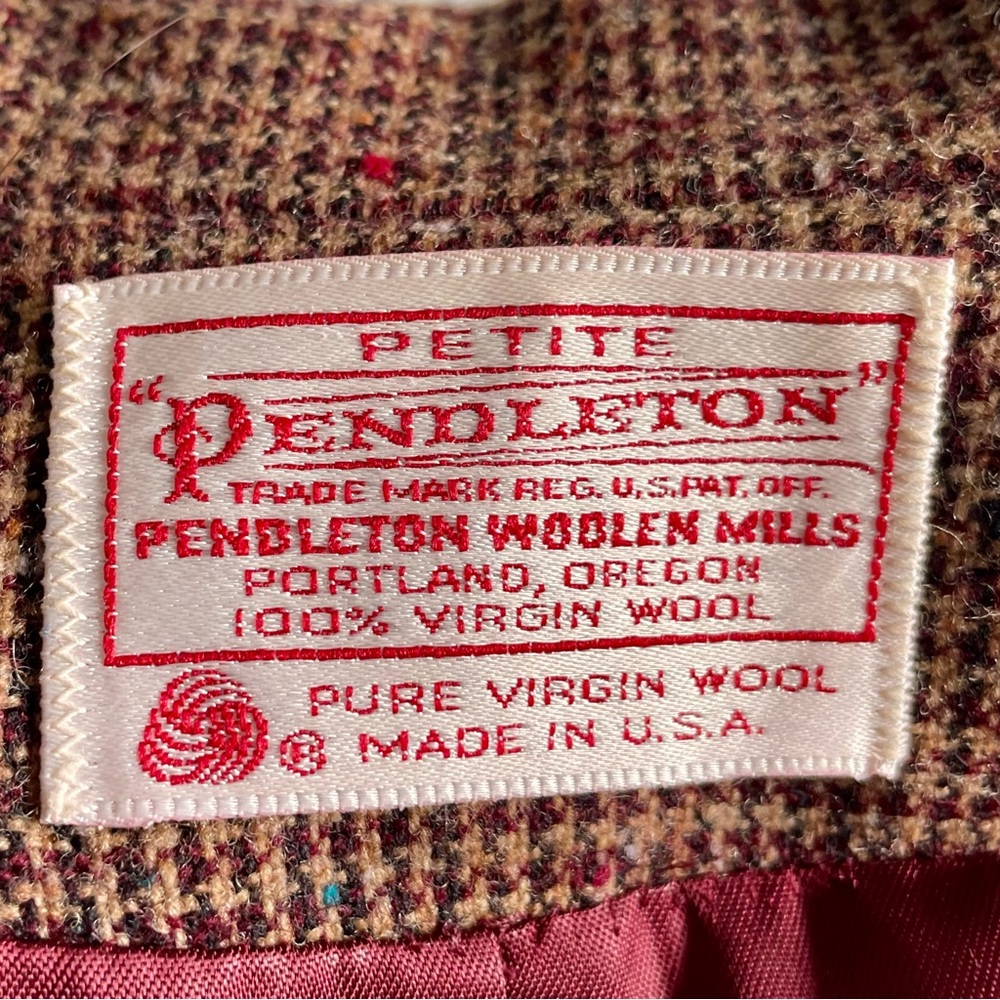 PETITE
"PENDLETON"
TRADE MARK REG. U.S. PAT. OFF.
PENDLETON WOOLEN MILLS
PORTLAND, OREGON
100% VIRGIN WOOL
PURE VIRGIN WOOL
® MADE IN U.S.A.